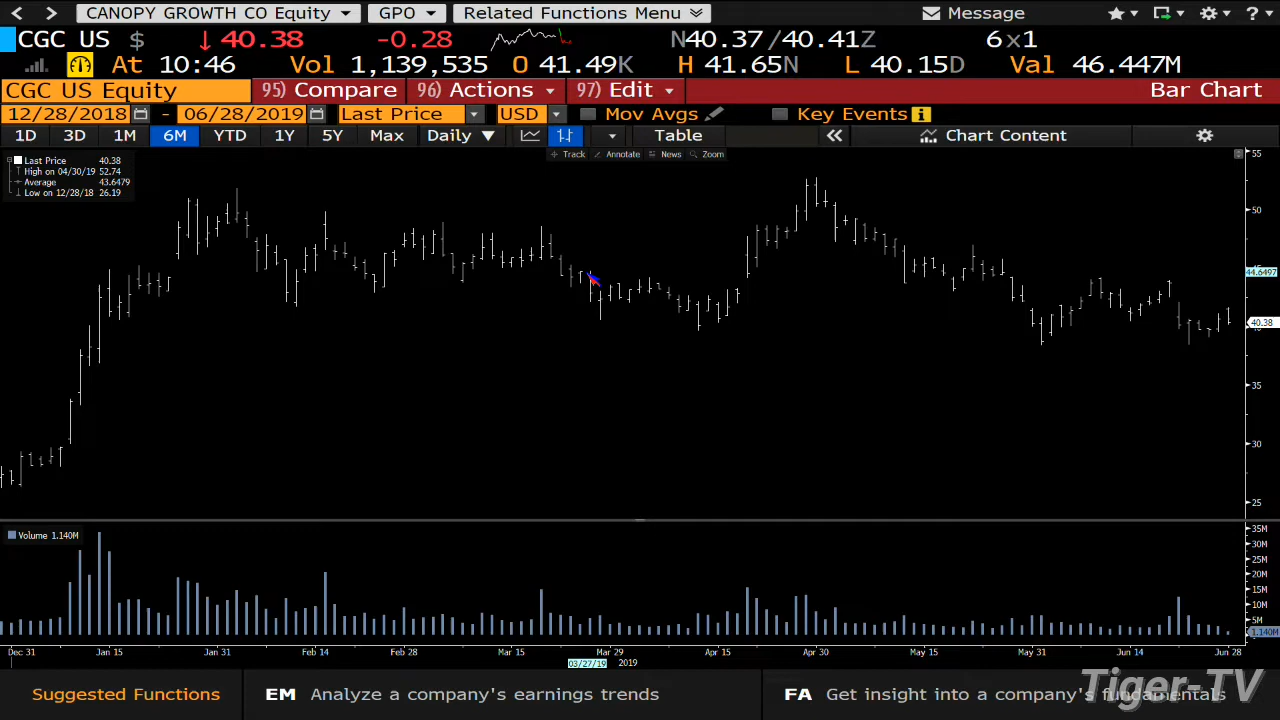 CANOPY GROWTH CO Equity GPO Related Functions Menu Message ?
CGC US $ ↓ 40.38 -0.28 N40.37/40.41Z 6x1
At 10:46 Vol 1,139,535 O 41.49K H 41.65N L 40.15D Val 46.447M
CGC US Equity 95) Compare 96) Actions 97) Edit Bar Chart
12/28/2018 - 06/28/2019 Last Price USD Mov Avgs Key Events i
1D 3D 1M 6M YTD 1Y 5Y Max Daily ▼ Table « Chart Content
Track Annotate News Zoom
Last Price 40.38
High on 04/30/19 52.74
Average 43.6479
Low on 12/28/18 26.19
55
50
44.6497
40.38
35
30
25
Volume 1.140M
35M
30M
25M
20M
15M
10M
5M
1.140M
Dec 31 Jan 15 Jan 31 Feb 14 Feb 28 Mar 15 Mar 29 Apr 15 Apr 30 May 15 May 31 Jun 14 Jun 28
03/27/19 2019
Suggested Functions EM Analyze a company's earnings trends FA Get insight into a company's fundamentals
Tiger-TV